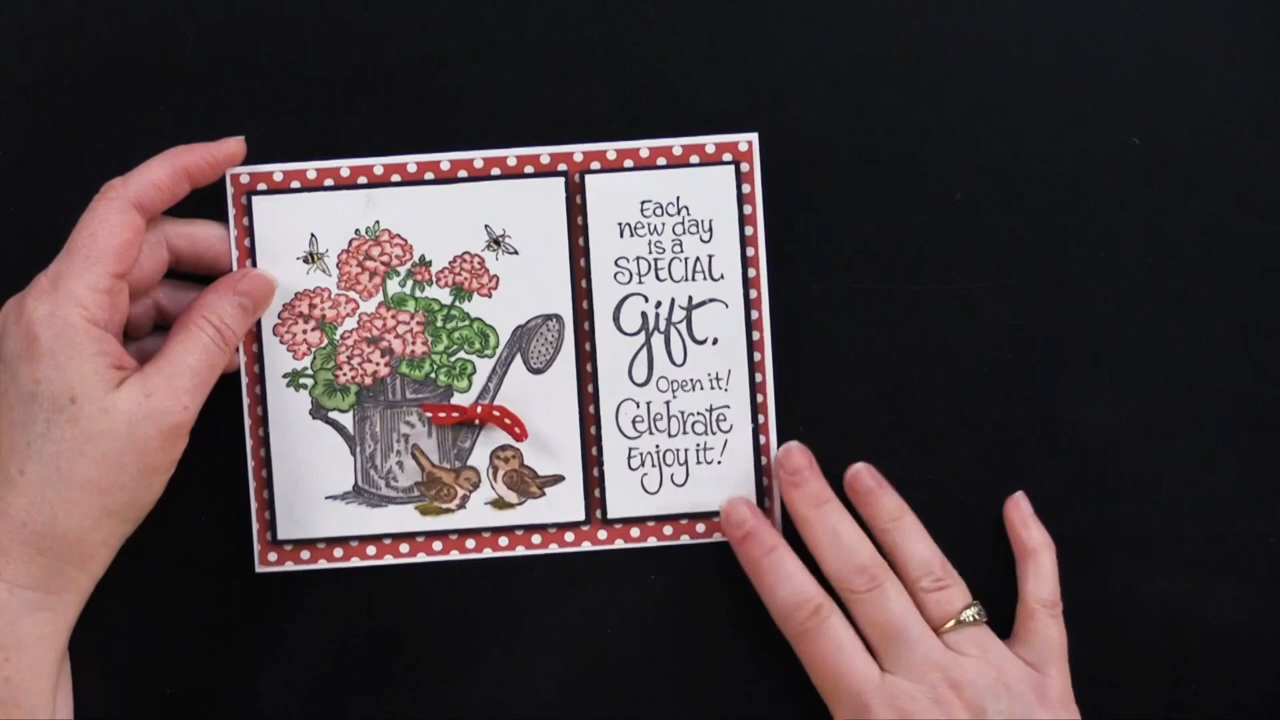 Each
new day
is a
SPECIAL
Gift.
Open it!
Celebrate
Enjoy it!